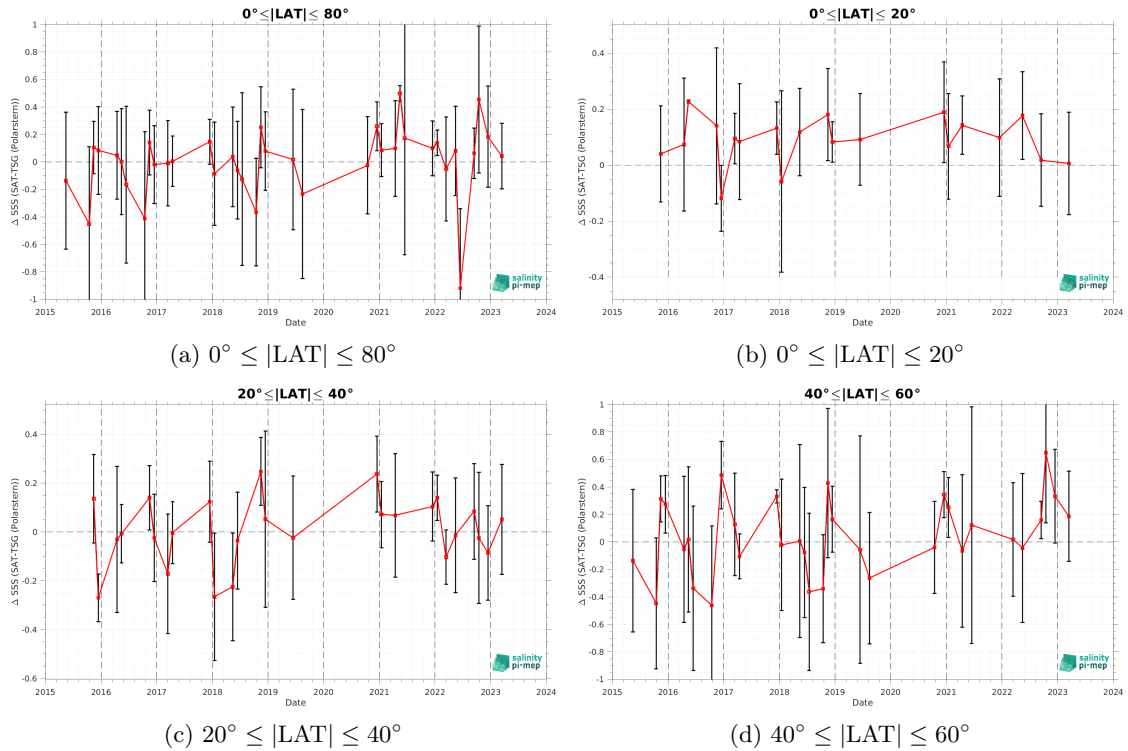 0°≤|LAT|≤ 80°
Δ SSS (SAT-TSG (Polarstern))
1
0.8
0.6
0.4
0.2
0
-0.2
-0.4
-0.6
-0.8
-1
2015 2016 2017 2018 2019 2020 2021 2022 2023 2024
Date
salinity
pi-mep
(a) 0° ≤ |LAT| ≤ 80°
0°≤|LAT|≤ 20°
Δ SSS (SAT-TSG (Polarstern))
0.4
0.2
0
-0.2
-0.4
2015 2016 2017 2018 2019 2020 2021 2022 2023 2024
Date
salinity
pi-mep
(b) 0° ≤ |LAT| ≤ 20°
20°≤|LAT|≤ 40°
Δ SSS (SAT-TSG (Polarstern))
0.4
0.2
0
-0.2
-0.4
-0.6
2015 2016 2017 2018 2019 2020 2021 2022 2023 2024
Date
salinity
pi-mep
(c) 20° ≤ |LAT| ≤ 40°
40°≤|LAT|≤ 60°
Δ SSS (SAT-TSG (Polarstern))
1
0.8
0.6
0.4
0.2
0
-0.2
-0.4
-0.6
-0.8
-1
2015 2016 2017 2018 2019 2020 2021 2022 2023 2024
Date
salinity
pi-mep
(d) 40° ≤ |LAT| ≤ 60°